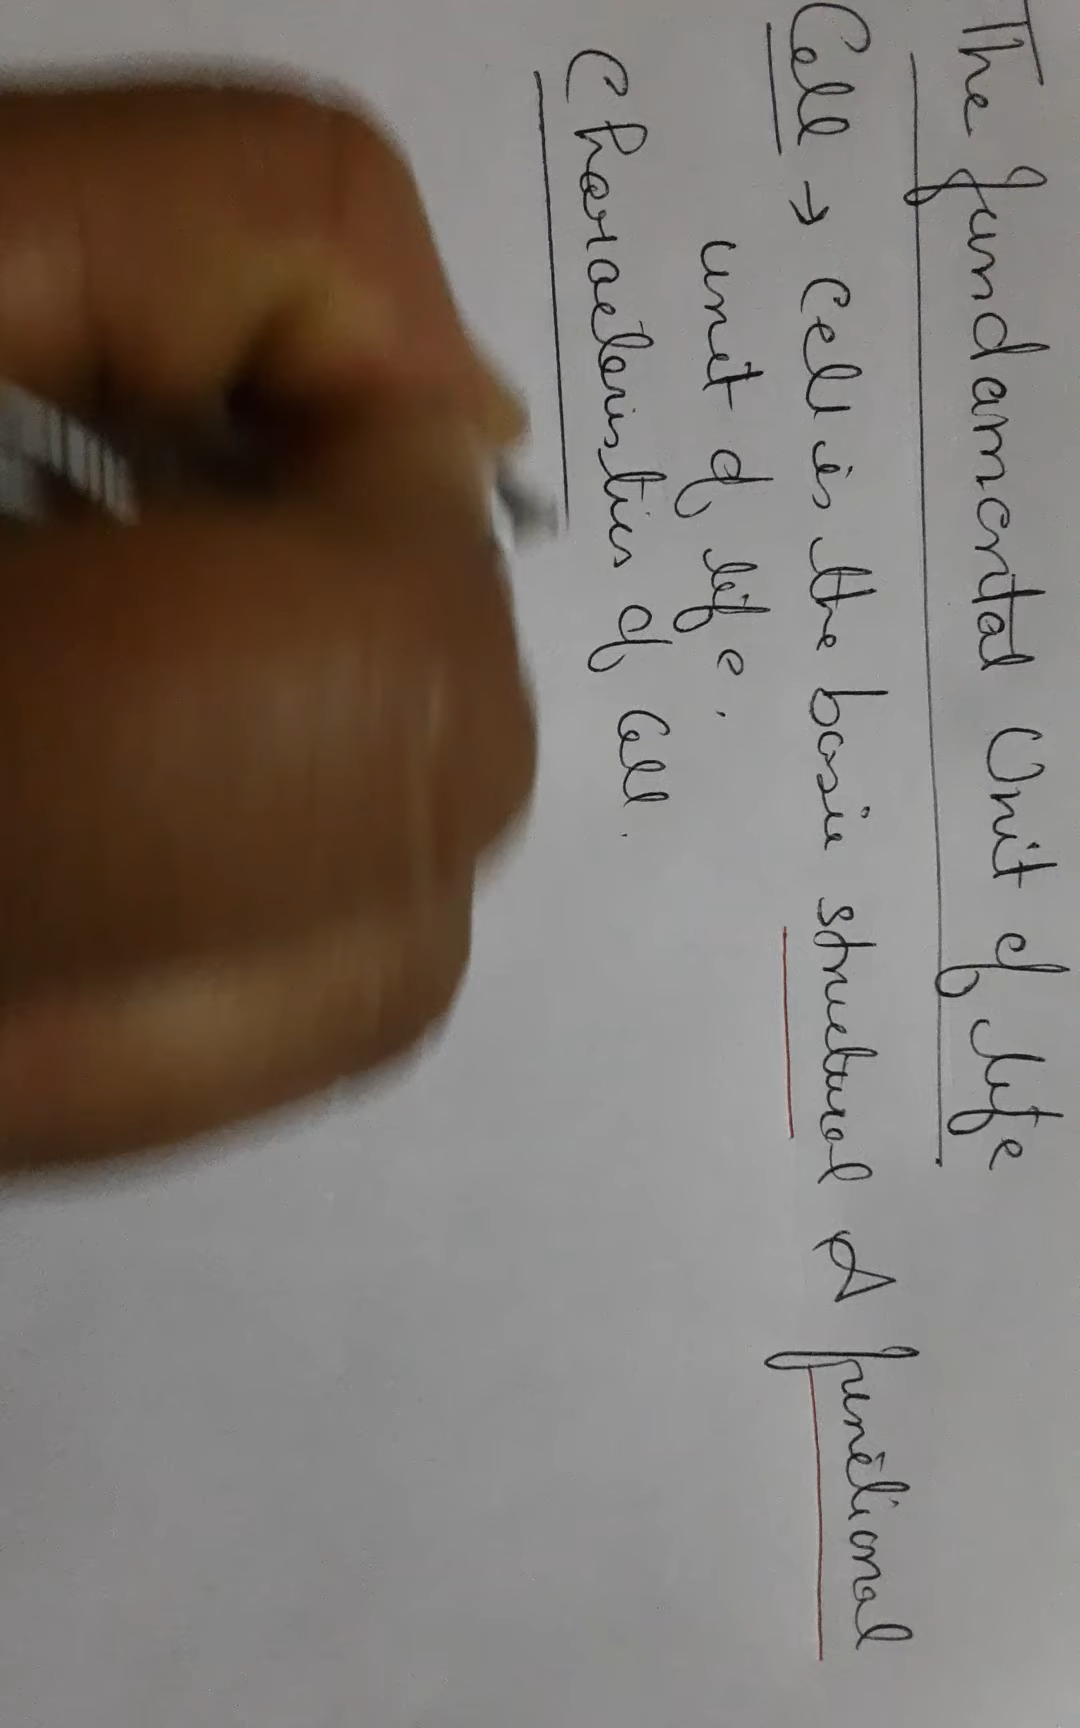 The fundamental Unit of life
Cell → Cell is the basic structural & functional
unit of life.
Characteristics of Cell.